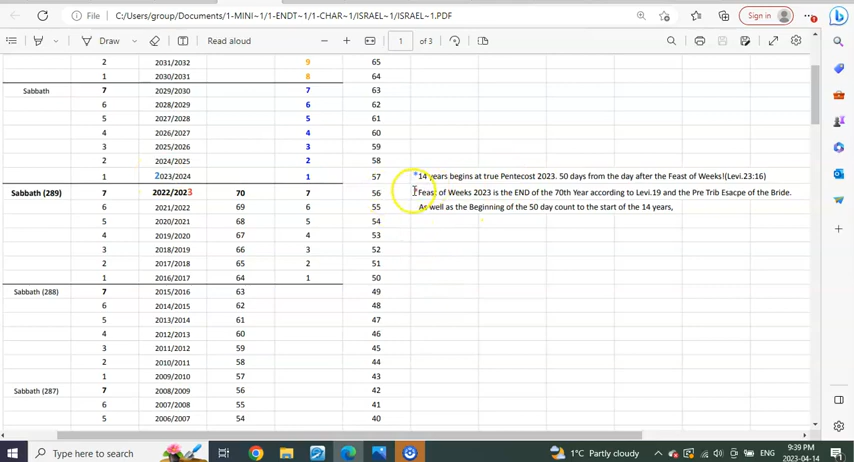 File C:/Users/group/Documents/1-MINI~1/1-ENDT~1/1-CHAR~1/ISRAEL~1/ISRAEL~1.PDF Sign in
Draw Read aloud 1 of 3
2 2031/2032 9 65
1 2030/2031 8 64
Sabbath 7 2029/2030 7 63
6 2028/2029 6 62
5 2027/2028 5 61
4 2026/2027 4 60
3 2025/2026 3 59
2 2024/2025 2 58
1 2023/2024 1 57 *14 years begins at true Pentecost 2023. 50 days from the day after the Feast of Weeks!(Levi.23:16)
Sabbath (289) 7 2022/2023 70 7 56 Feast of Weeks 2023 is the END of the 70th Year according to Levi.19 and the Pre Trib Esacpe of the Bride.
6 2021/2022 69 6 55 As well as the Beginning of the 50 day count to the start of the 14 years,
5 2020/2021 68 5 54
4 2019/2020 67 4 53
3 2018/2019 66 3 52
2 2017/2018 65 2 51
1 2016/2017 64 1 50
Sabbath (288) 7 2015/2016 63 49
6 2014/2015 62 48
5 2013/2014 61 47
4 2012/2013 60 46
3 2011/2012 59 45
2 2010/2011 58 44
1 2009/2010 57 43
Sabbath (287) 7 2008/2009 56 42
6 2007/2008 55 41
5 2006/2007 54 40
Type here to search 1°C Partly cloudy ENG 9:39 PM
2023-04-14